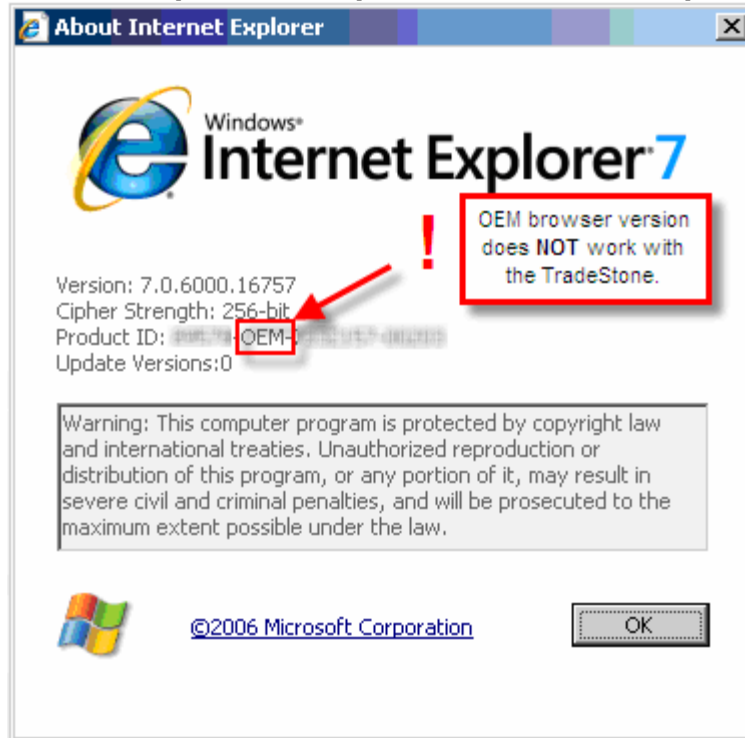 About Internet Explorer
Windows®
Internet Explorer 7
!
OEM browser version
does NOT work with
the TradeStone.
Version: 7.0.6000.16757
Cipher Strength: 256-bit
Product ID: -OEM-
Update Versions:0
Warning: This computer program is protected by copyright law
and international treaties. Unauthorized reproduction or
distribution of this program, or any portion of it, may result in
severe civil and criminal penalties, and will be prosecuted to the
maximum extent possible under the law.
©2006 Microsoft Corporation
OK